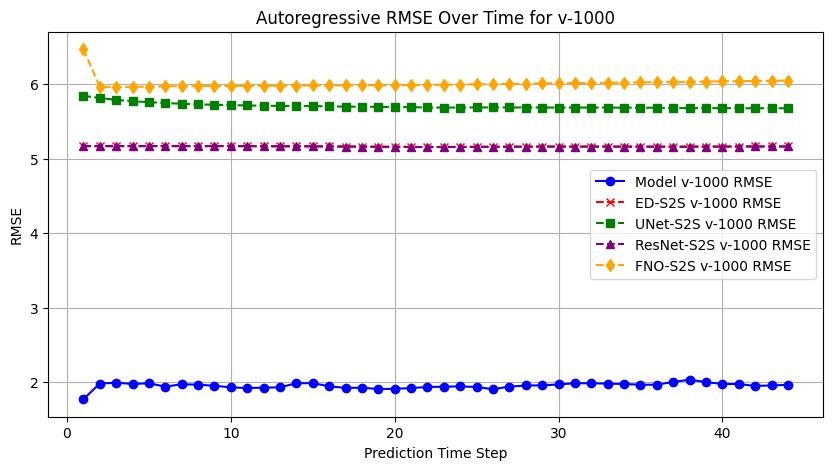 Autoregressive RMSE Over Time for v-1000
RMSE
6
5
4
3
2
Model v-1000 RMSE
ED-S2S v-1000 RMSE
UNet-S2S v-1000 RMSE
ResNet-S2S v-1000 RMSE
FNO-S2S v-1000 RMSE
0 10 20 30 40
Prediction Time Step